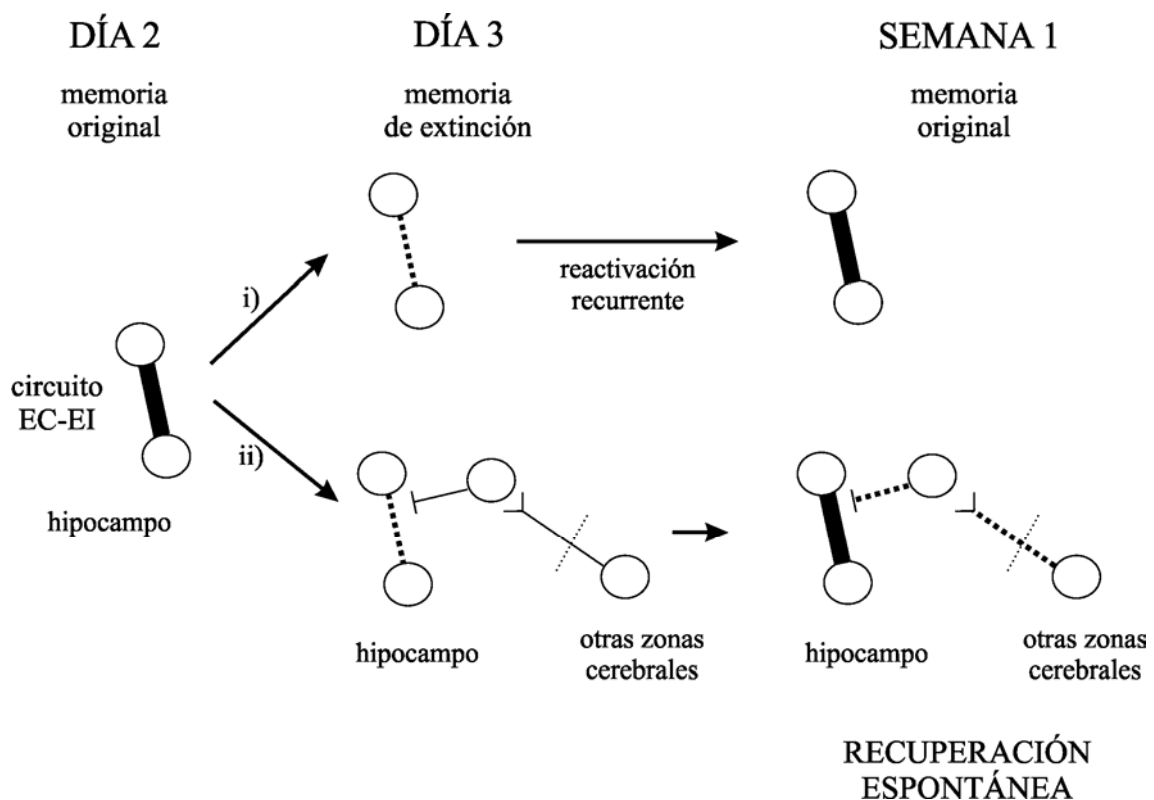 DÍA 2
DÍA 3
SEMANA 1
memoria
original
memoria
de extinción
memoria
original
i)
reactivación
recurrente
circuito
EC-EI
ii)
hipocampo
hipocampo
otras zonas
cerebrales
hipocampo
otras zonas
cerebrales
RECUPERACIÓN
ESPONTÁNEA